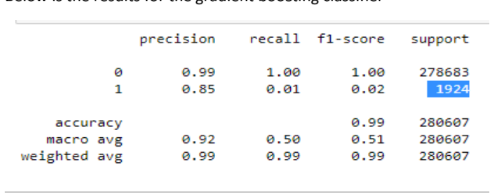 Below is the results for the gradient boosting classifier
precision recall f1-score support
0 0.99 1.00 1.00 278683
1 0.85 0.01 0.02 1924
accuracy 0.99 280607
macro avg 0.92 0.50 0.51 280607
weighted avg 0.99 0.99 0.99 280607